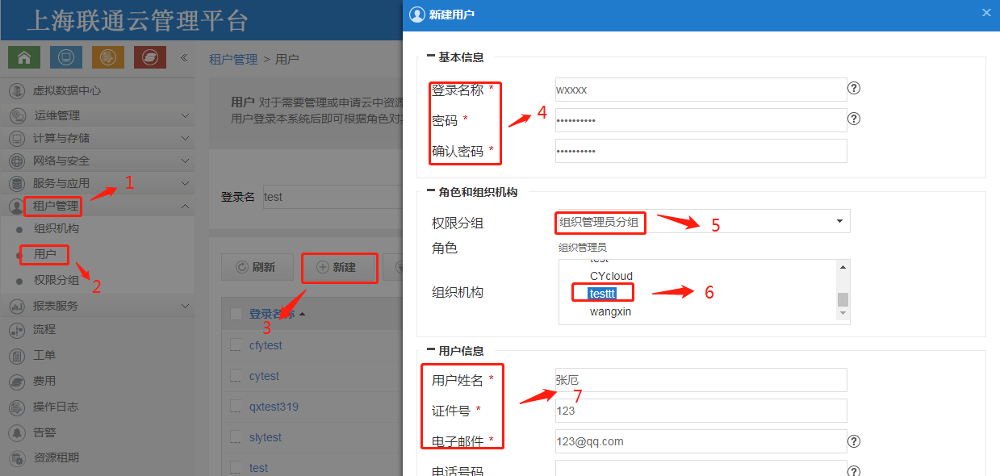 上海联通云管理平台
虚拟数据中心
运维管理
计算与存储
网络与安全
服务与应用
租户管理
1
组织机构
用户
权限分组
2
报表服务
流程
工单
费用
操作日志
告警
资源租期
租户管理 > 用户
用户 对于需要管理或申请云中资源
用户登录本系统后即可根据角色对
登录名 test
刷新
新建
3
登录名称
cfytest
cytest
qxtest319
slytest
test
新建用户
基本信息
登录名称 * wxxxx
密码 * ••••••••••
确认密码 * ••••••••••
4
角色和组织机构
权限分组 组织管理员分组
5
角色 组织管理员
组织机构
test
CYcloud
testtt
wangxin
6
用户信息
用户姓名 * 张厄
证件号 * 123
电子邮件 * 123@qq.com
7
电话号码